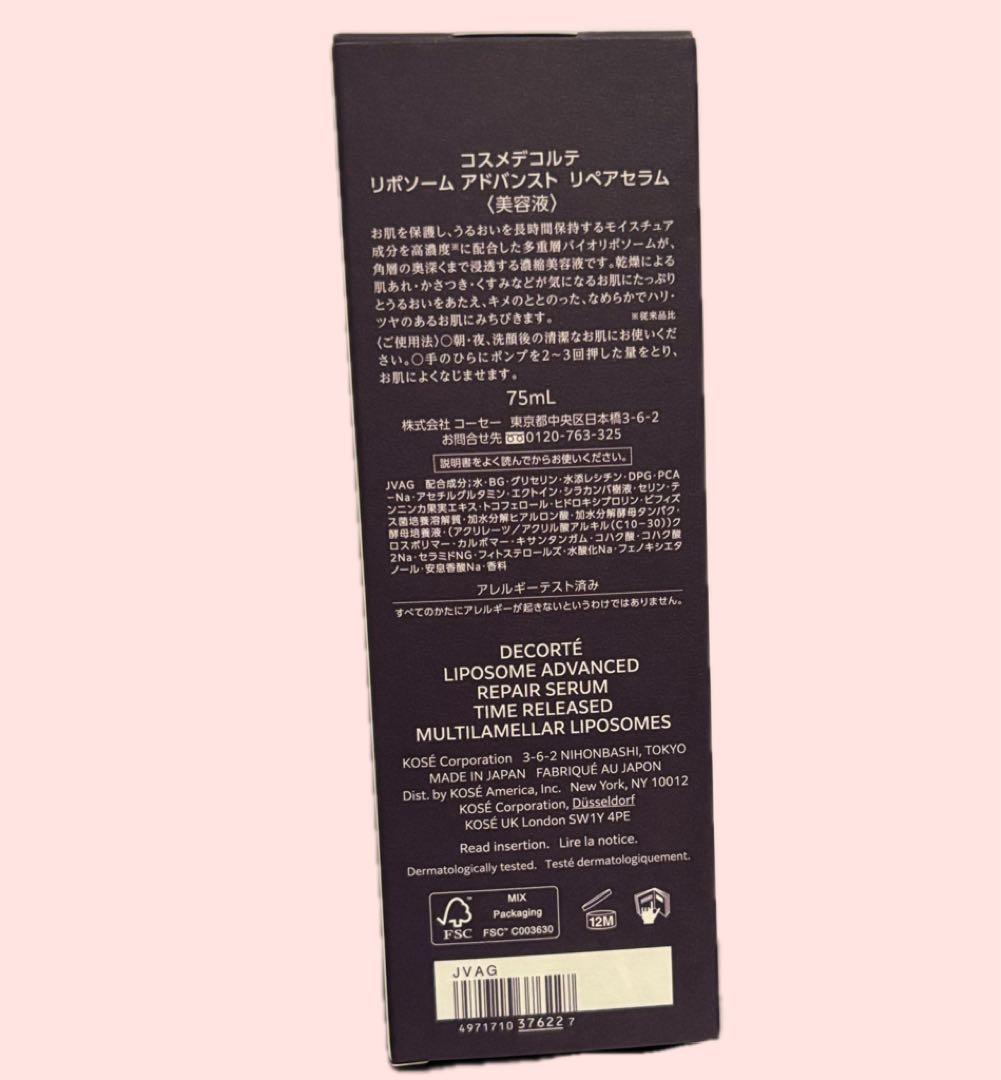 コスメデコルテ
リポソーム アドバンスト リペアセラム
〈美容液〉
お肌を保護し、うるおいを長時間保持するモイスチュア
成分を高濃度※に配合した多重層バイオリポソームが、
角層の奥深くまで浸透する濃縮美容液です。乾燥による
肌あれ・かさつき・くすみなどが気になるお肌にたっぷり
とうるおいをあたえ、キメのととのった、なめらかでハリ・
ツヤのあるお肌にみちびきます。 ※従来品比
〈ご使用法〉○朝・夜、洗顔後の清潔なお肌にお使いくだ
さい。○手のひらにポンプを2～3回押した量をとり、
お肌によくなじませます。
75mL
株式会社 コーセー 東京都中央区日本橋3-6-2
お問合せ先 0120-763-325
説明書をよく読んでからお使いください。
JVAG 配合成分:水・BG・グリセリン・水添レシチン・DPG・PCA
-Na・アセチルグルタミン・エクトイン・シラカンバ樹液・セリン・テ
ンニンカ果実エキス・トコフェロール・ヒドロキシプロリン・ビフィズ
ス菌培養溶解質・加水分解ヒアルロン酸・加水分解酵母タンパク・
酵母培養液・(アクリレーツ/アクリル酸アルキル(C10-30))ク
ロスポリマー・カルボマー・キサンタンガム・コハク酸・コハク酸
2Na・セラミドNG・フィトステロールズ・水酸化Na・フェノキシエタ
ノール・安息香酸Na・香料
アレルギーテスト済み
すべてのかたにアレルギーが起きないというわけではありません。
DECORTÉ
LIPOSOME ADVANCED
REPAIR SERUM
TIME RELEASED
MULTILAMELLAR LIPOSOMES
KOSÉ Corporation 3-6-2 NIHONBASHI, TOKYO
MADE IN JAPAN FABRIQUÉ AU JAPON
Dist. by KOSÉ America, Inc. New York, NY 10012
KOSÉ Corporation, Düsseldorf
KOSÉ UK London SW1Y 4PE
Read insertion. Lire la notice.
Dermatologically tested. Testé dermatologiquement.
MIX
Packaging
FSC FSC™ C003630
12M
JVAG
4971710 37622 7